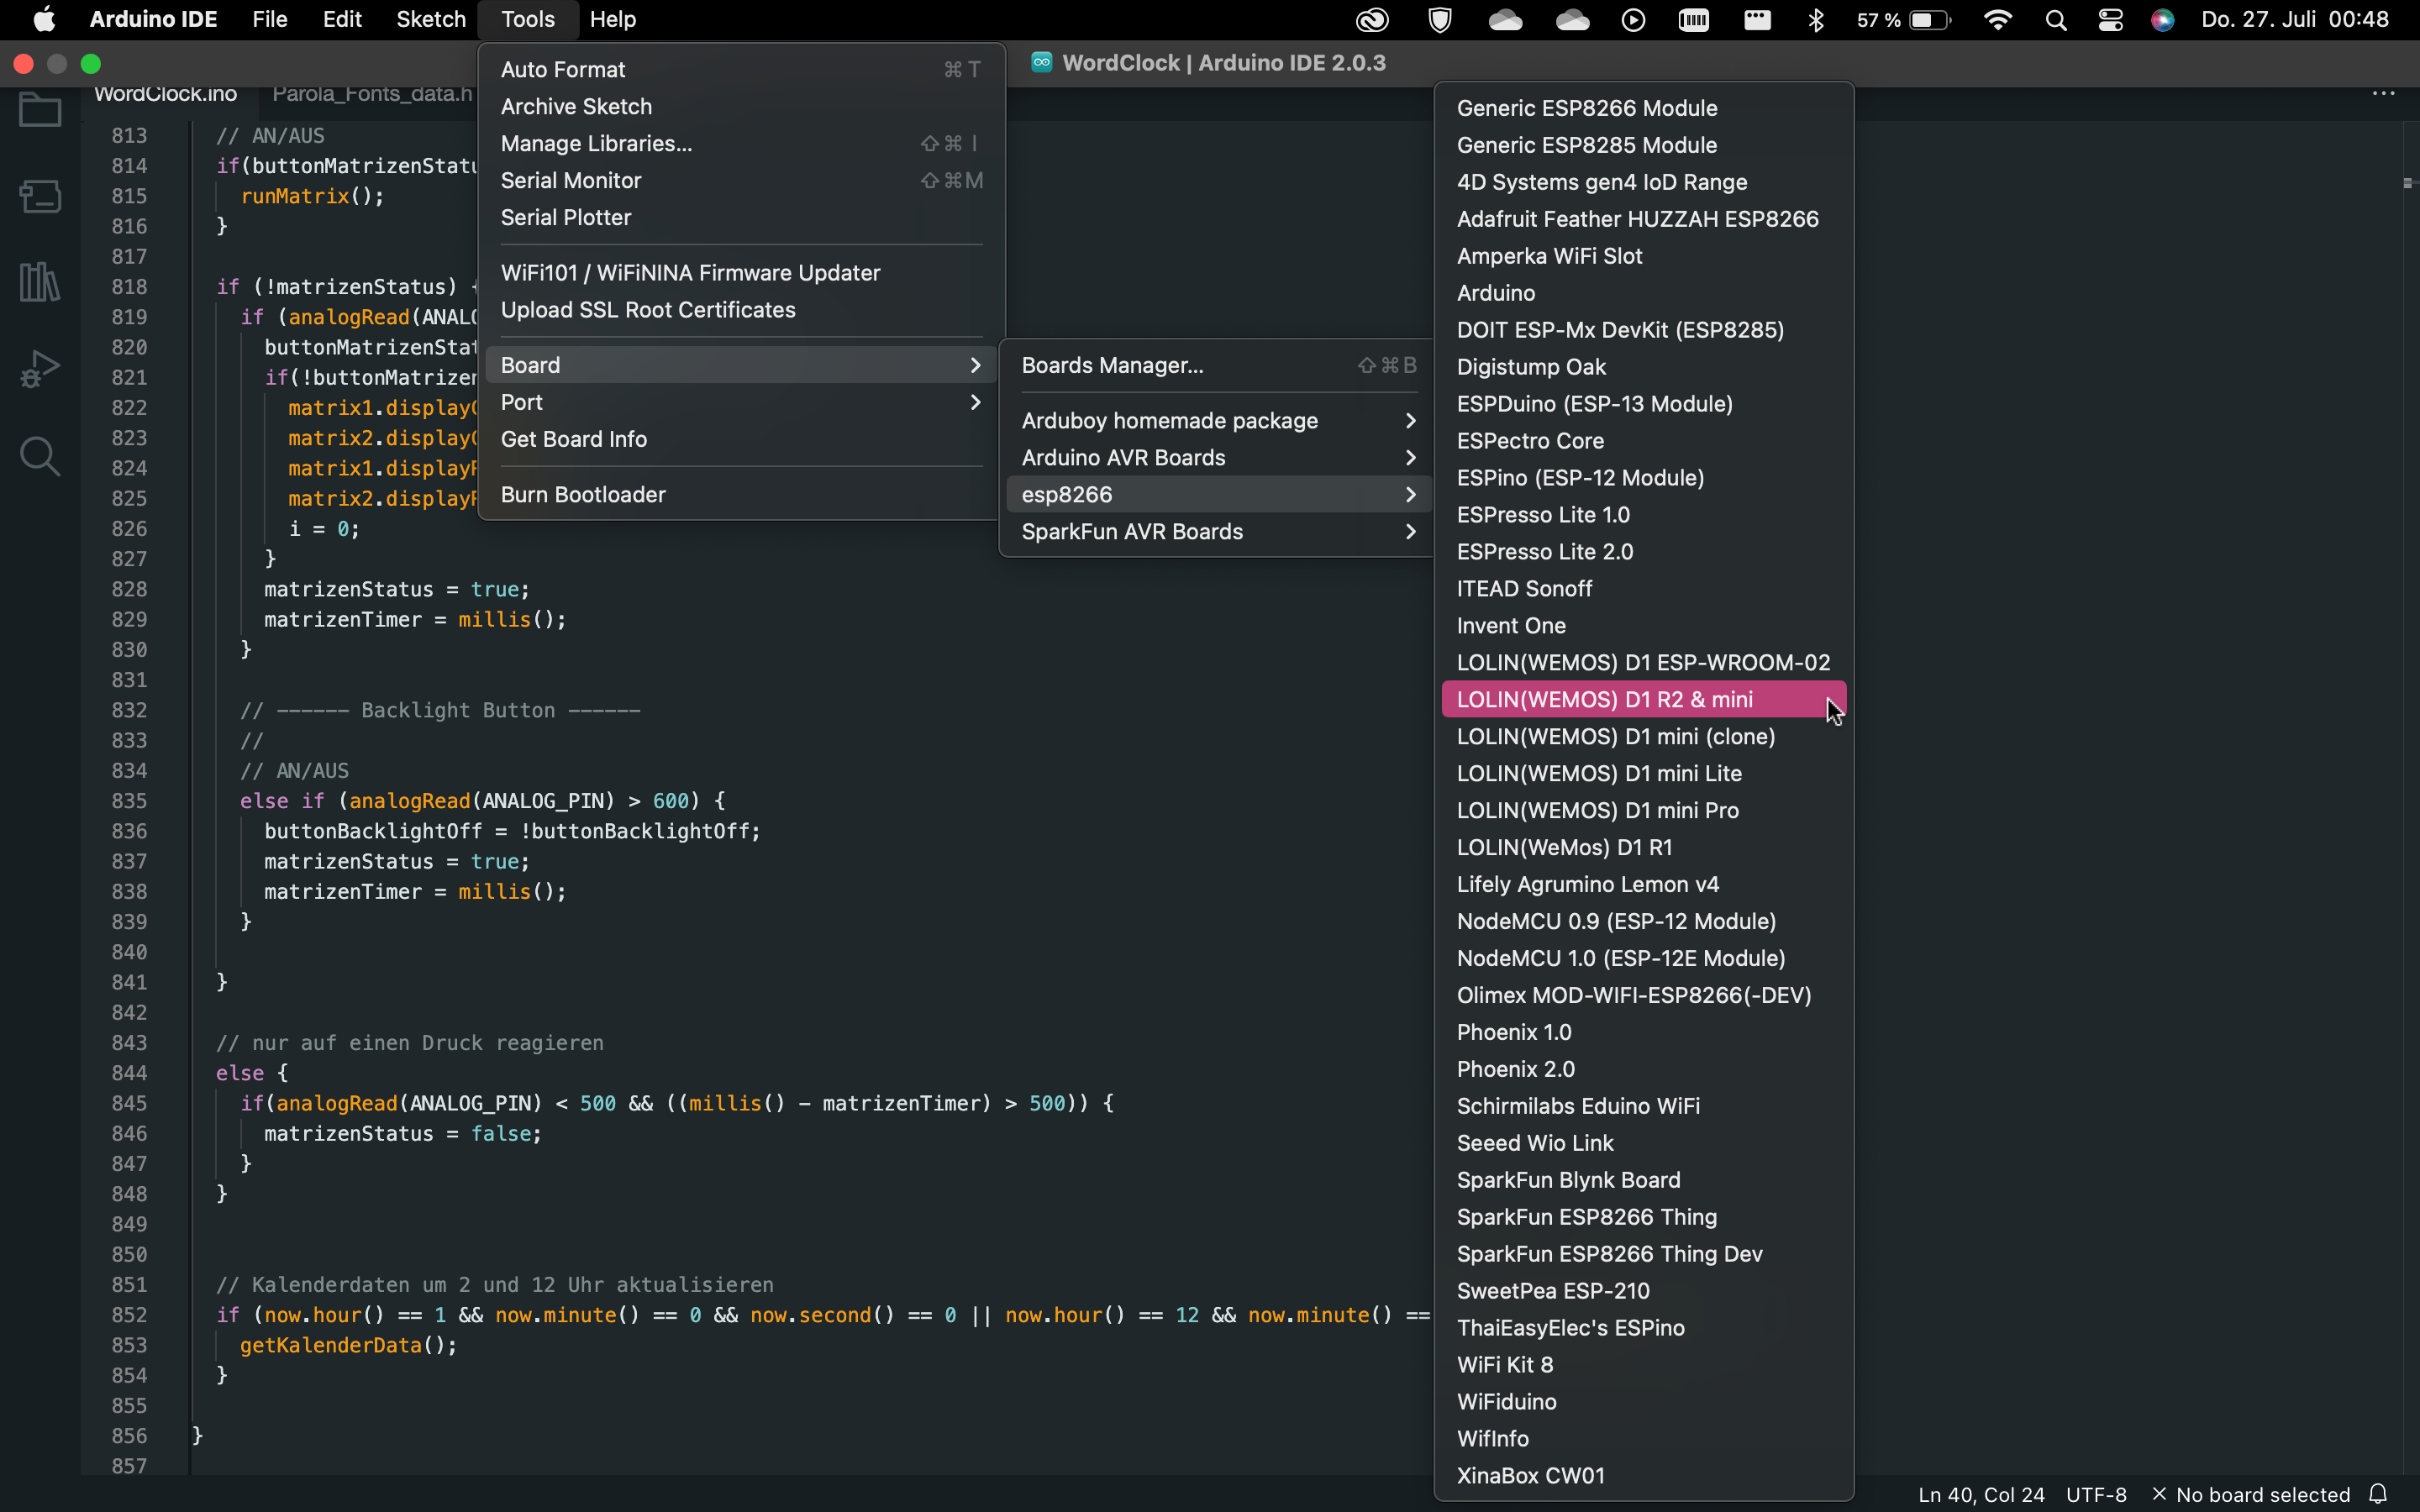 Arduino IDE File Edit Sketch Tools Help 57 % Do. 27. Juli 00:48
WordClock | Arduino IDE 2.0.3
WordClock.ino Parola_Fonts_data.h
Auto Format ⌘ T
Archive Sketch
Manage Libraries... ⇧ ⌘ I
Serial Monitor ⇧ ⌘ M
Serial Plotter
WiFi101 / WiFiNINA Firmware Updater
Upload SSL Root Certificates
Board
Port
Get Board Info
Burn Bootloader
Boards Manager... ⇧ ⌘ B
Arduboy homemade package
Arduino AVR Boards
esp8266
SparkFun AVR Boards
Generic ESP8266 Module
Generic ESP8285 Module
4D Systems gen4 IoD Range
Adafruit Feather HUZZAH ESP8266
Amperka WiFi Slot
Arduino
DOIT ESP-Mx DevKit (ESP8285)
Digistump Oak
ESPDuino (ESP-13 Module)
ESPectro Core
ESPino (ESP-12 Module)
ESPresso Lite 1.0
ESPresso Lite 2.0
ITEAD Sonoff
Invent One
LOLIN(WEMOS) D1 ESP-WROOM-02
LOLIN(WEMOS) D1 R2 & mini
LOLIN(WEMOS) D1 mini (clone)
LOLIN(WEMOS) D1 mini Lite
LOLIN(WEMOS) D1 mini Pro
LOLIN(WeMos) D1 R1
Lifely Agrumino Lemon v4
NodeMCU 0.9 (ESP-12 Module)
NodeMCU 1.0 (ESP-12E Module)
Olimex MOD-WIFI-ESP8266(-DEV)
Phoenix 1.0
Phoenix 2.0
Schirmilabs Eduino WiFi
Seeed Wio Link
SparkFun Blynk Board
SparkFun ESP8266 Thing
SparkFun ESP8266 Thing Dev
SweetPea ESP-210
ThaiEasyElec's ESPino
WiFi Kit 8
WiFiduino
WifInfo
XinaBox CW01
813 // AN/AUS
814 if(buttonMatrizenStatu
815 runMatrix();
816 }
817
818 if (!matrizenStatus) {
819 if (analogRead(ANALO
820 buttonMatrizenStat
821 if(!buttonMatrizen
822 matrix1.display
823 matrix2.display
824 matrix1.display
825 matrix2.display
826 i = 0;
827 }
828 matrizenStatus = true;
829 matrizenTimer = millis();
830 }
831
832 // —————— Backlight Button ——————
833 //
834 // AN/AUS
835 else if (analogRead(ANALOG_PIN) > 600) {
836 buttonBacklightOff = !buttonBacklightOff;
837 matrizenStatus = true;
838 matrizenTimer = millis();
839 }
840
841 }
842
843 // nur auf einen Druck reagieren
844 else {
845 if(analogRead(ANALOG_PIN) < 500 && ((millis() - matrizenTimer) > 500)) {
846 matrizenStatus = false;
847 }
848 }
849
850
851 // Kalenderdaten um 2 und 12 Uhr aktualisieren
852 if (now.hour() == 1 && now.minute() == 0 && now.second() == 0 || now.hour() == 12 && now.minute() ==
853 getKalenderData();
854 }
855
856 }
857
Ln 40, Col 24 UTF-8 × No board selected